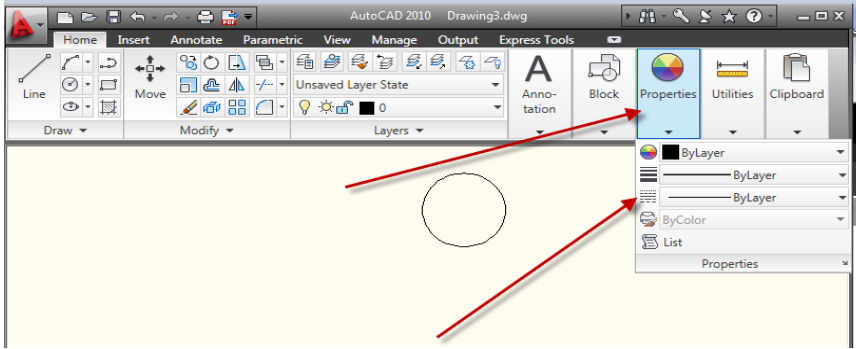 AutoCAD 2010 Drawing3.dwg
Home Insert Annotate Parametric View Manage Output Express Tools
Line
Move
Unsaved Layer State
0
Anno-
tation
Block
Properties
Utilities
Clipboard
Draw
Modify
Layers
ByLayer
ByLayer
ByLayer
ByColor
List
Properties